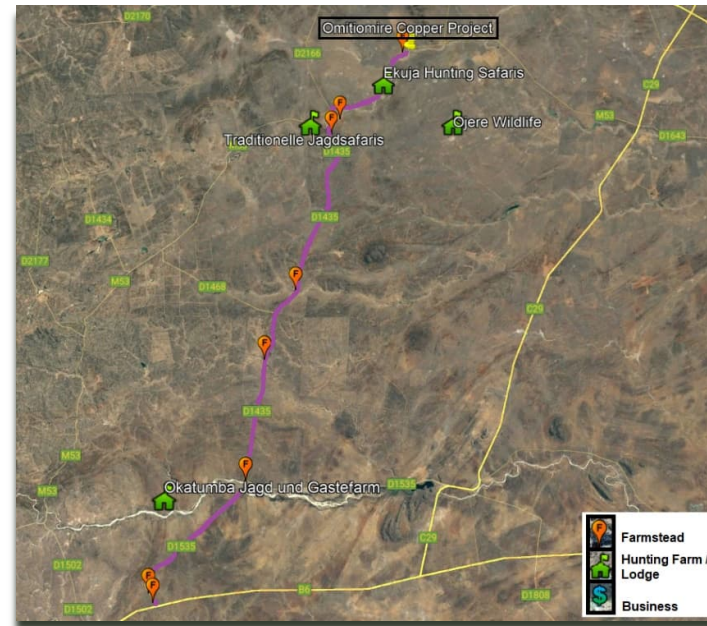 D2170
Omitiomire Copper Project
D2166
Ekuja Hunting Safaris
C29
M53
Ojere Wildlife
D1643
Traditionelle Jagdsafaris
D1435
D1434
D1435
D2177
M53
D1468
C29
D1435
M53
M53
Okatumba Jagd und Gastefarm
D1535
D1535
C29
D1502
B6
D1502
D1808
F
F
F
F
F
F
F
F
Farmstead
Hunting Farm /
Lodge
$
Business